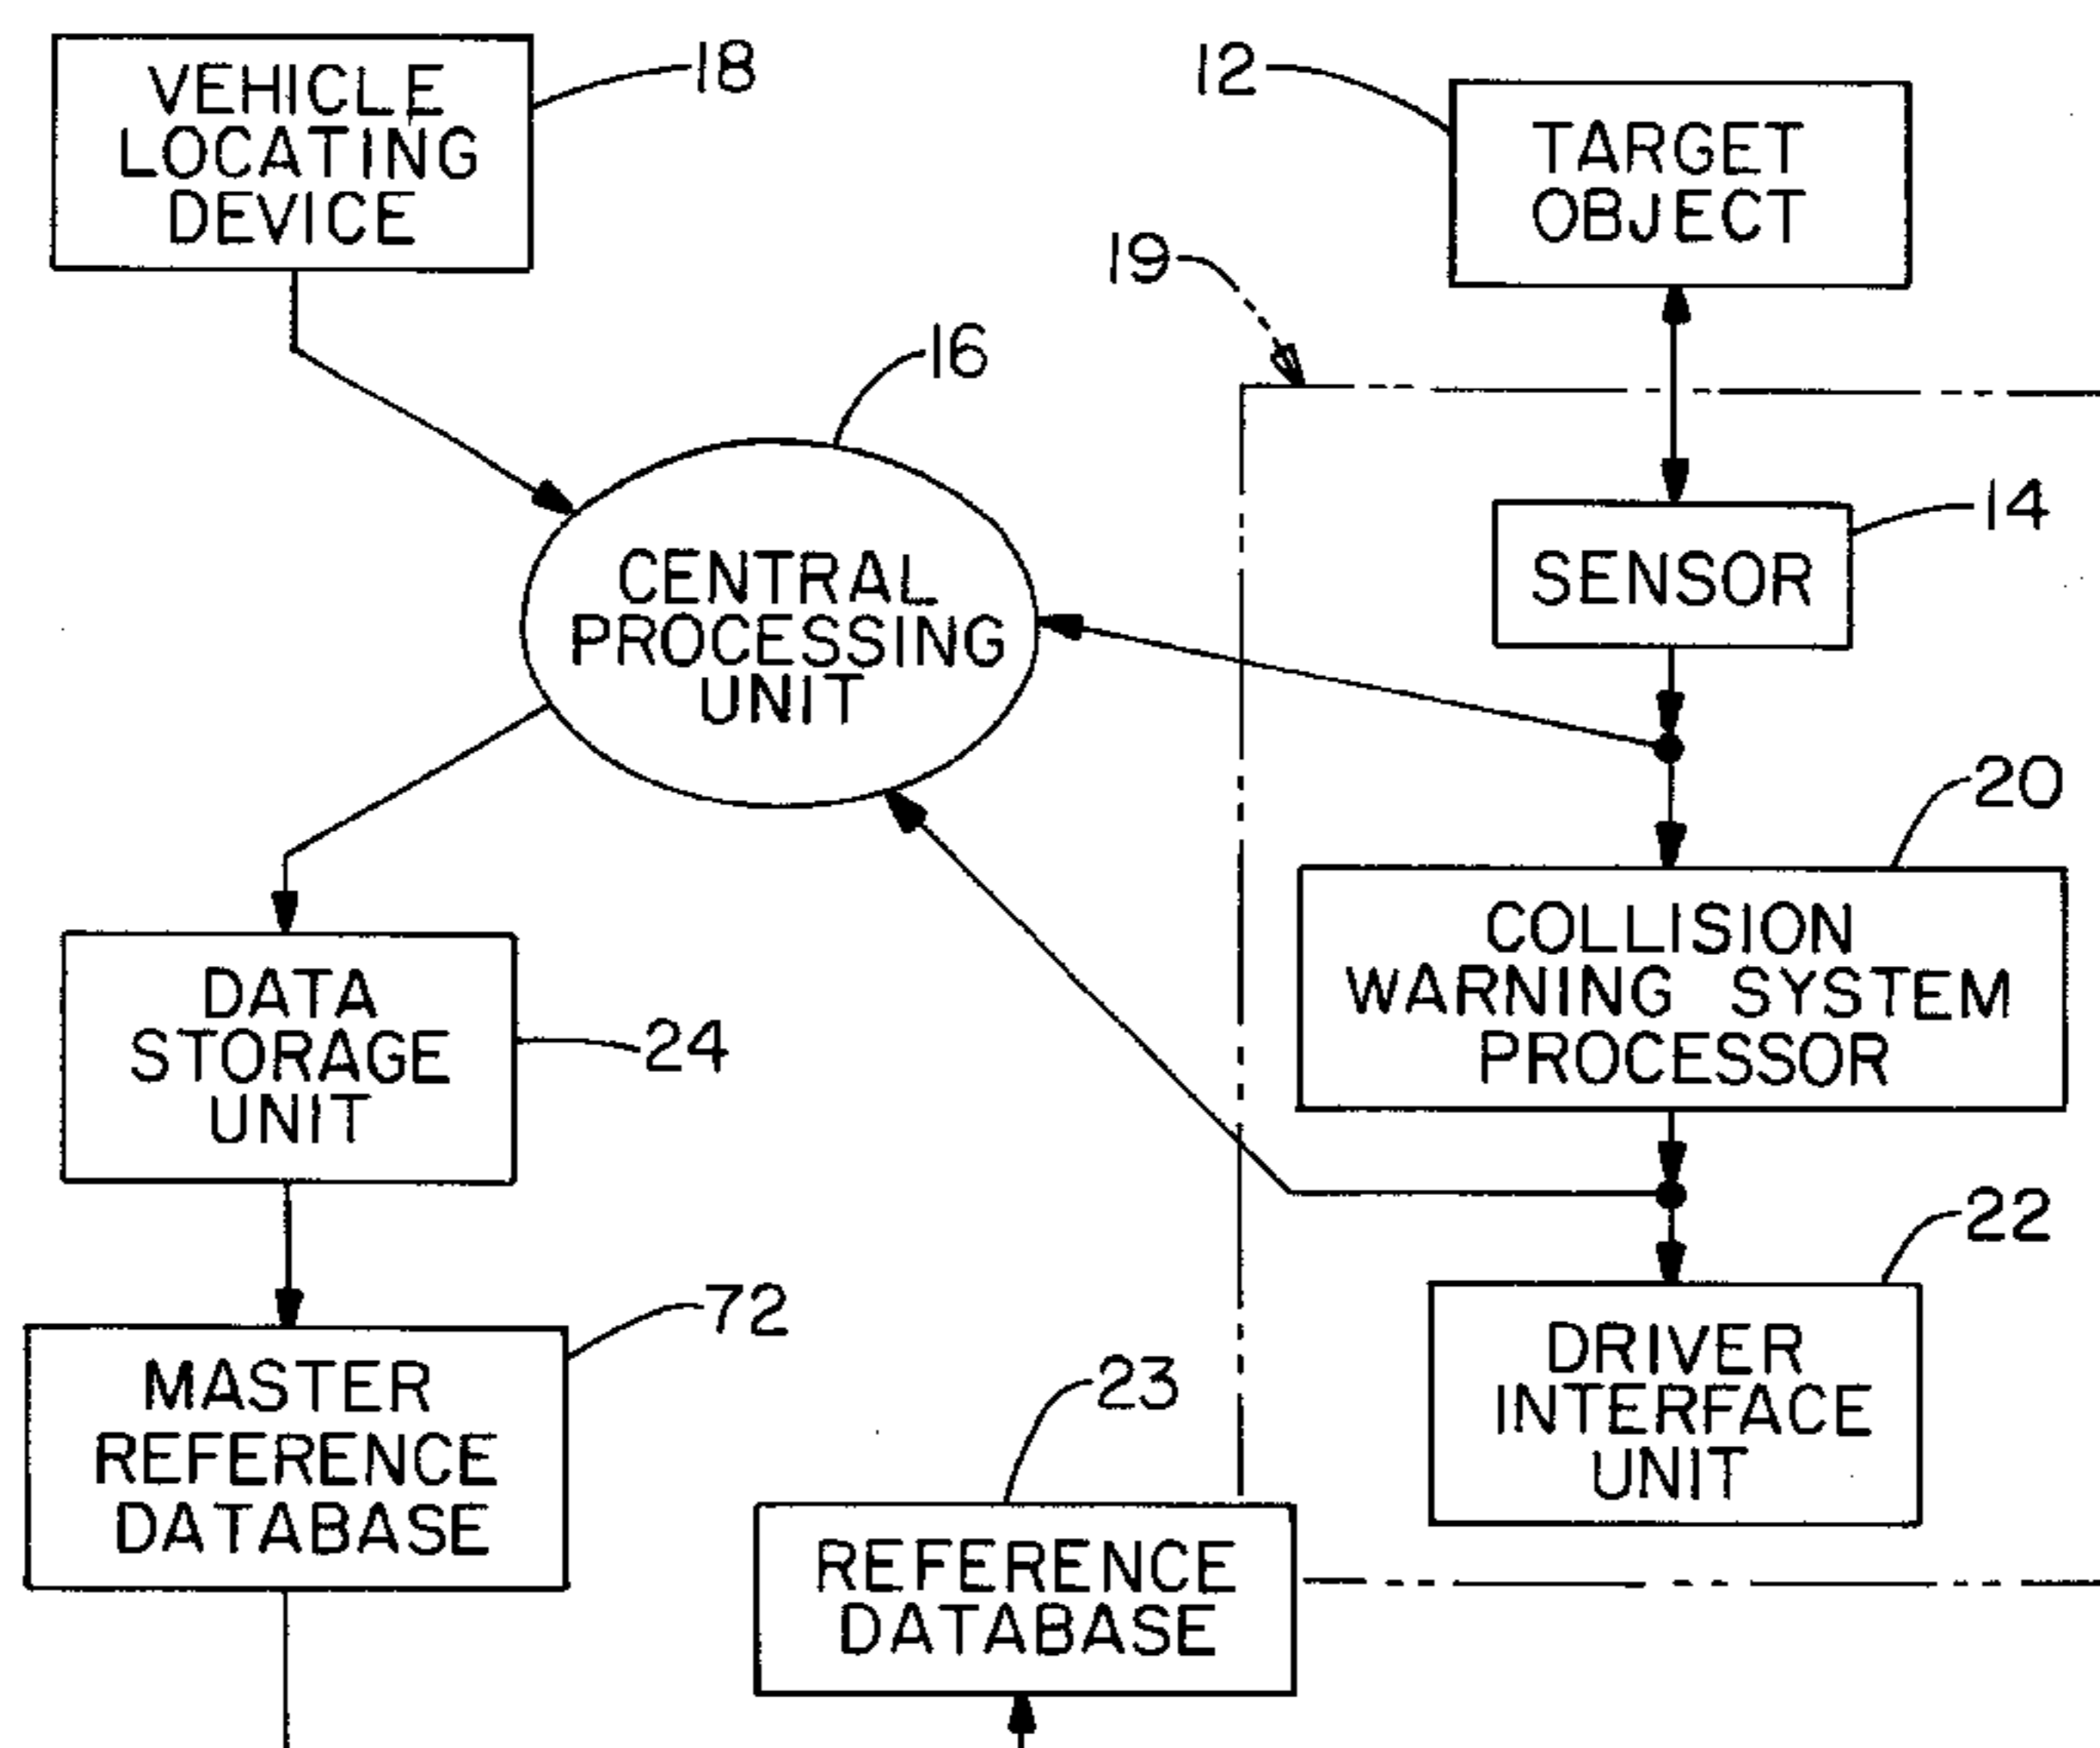 VEHICLE
LOCATING
DEVICE
18
12
TARGET
OBJECT
19
16
CENTRAL
PROCESSING
UNIT
14
SENSOR
20
COLLISION
WARNING SYSTEM
PROCESSOR
DATA
STORAGE
UNIT
24
22
DRIVER
INTERFACE
UNIT
72
MASTER
REFERENCE
DATABASE
23
REFERENCE
DATABASE